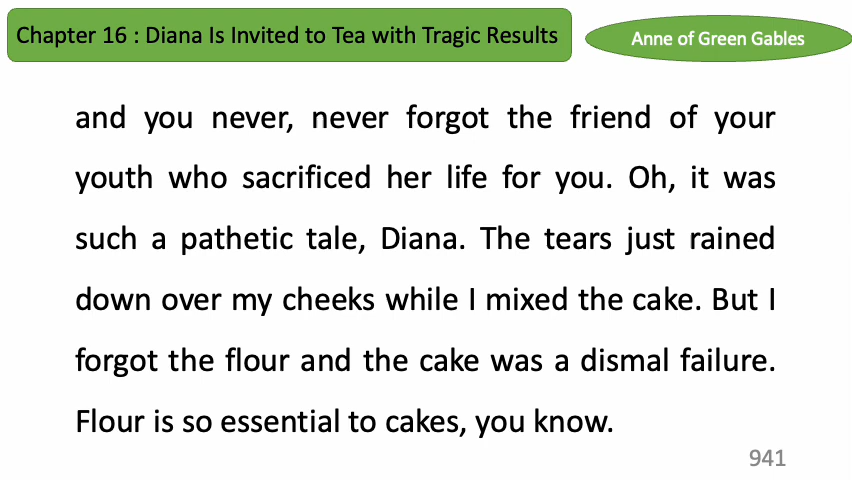 Chapter 16 : Diana Is Invited to Tea with Tragic Results
Anne of Green Gables
and you never, never forgot the friend of your
youth who sacrificed her life for you. Oh, it was
such a pathetic tale, Diana. The tears just rained
down over my cheeks while I mixed the cake. But I
forgot the flour and the cake was a dismal failure.
Flour is so essential to cakes, you know.
941